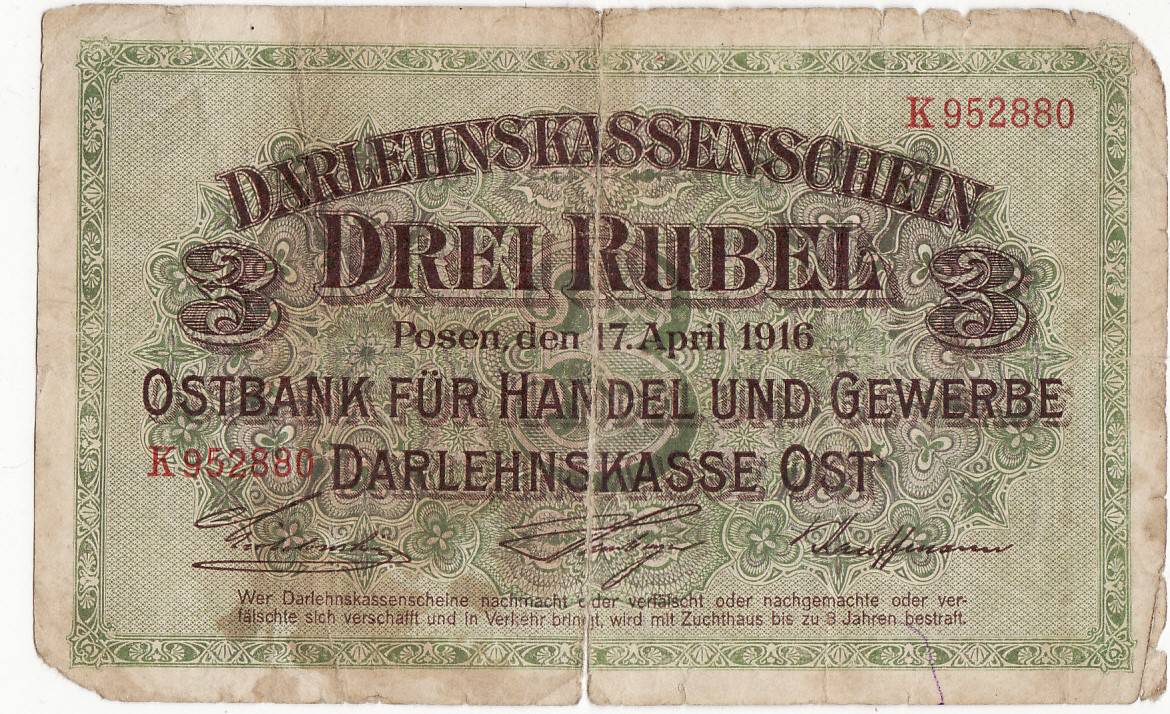 K 952880
DARLEHNSKASSENSCHEIN
3 DREI RUBEL 3
Posen, den 17. April 1916
OSTBANK FÜR HANDEL UND GEWERBE
K 952880 DARLEHNSKASSE OST
Kauffmann
Wer Darlehnskassenscheine nachmacht oder verfälscht oder nachgemachte oder ver-
fälschte sich verschafft und in Verkehr bringt, wird mit Zuchthaus bis zu 8 Jahren bestraft.